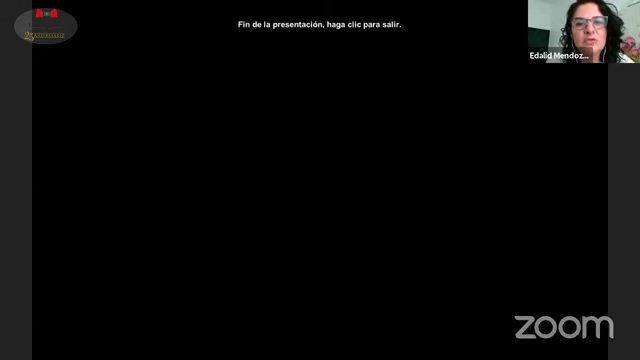 Fin de la presentación, haga clic para salir.
Edalid Mendoz...
zoom